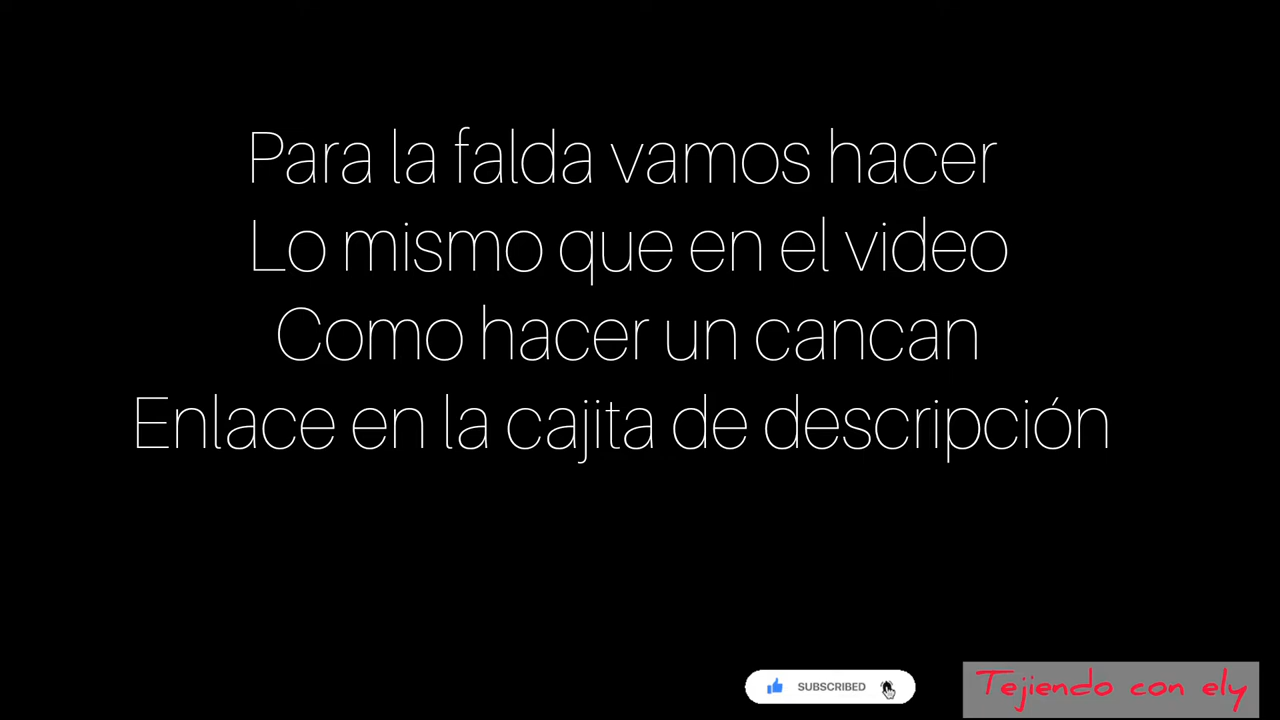 Para la falda vamos hacer
Lo mismo que en el video
Como hacer un cancan
Enlace en la cajita de descripción
SUBSCRIBED
Tejiendo con ely